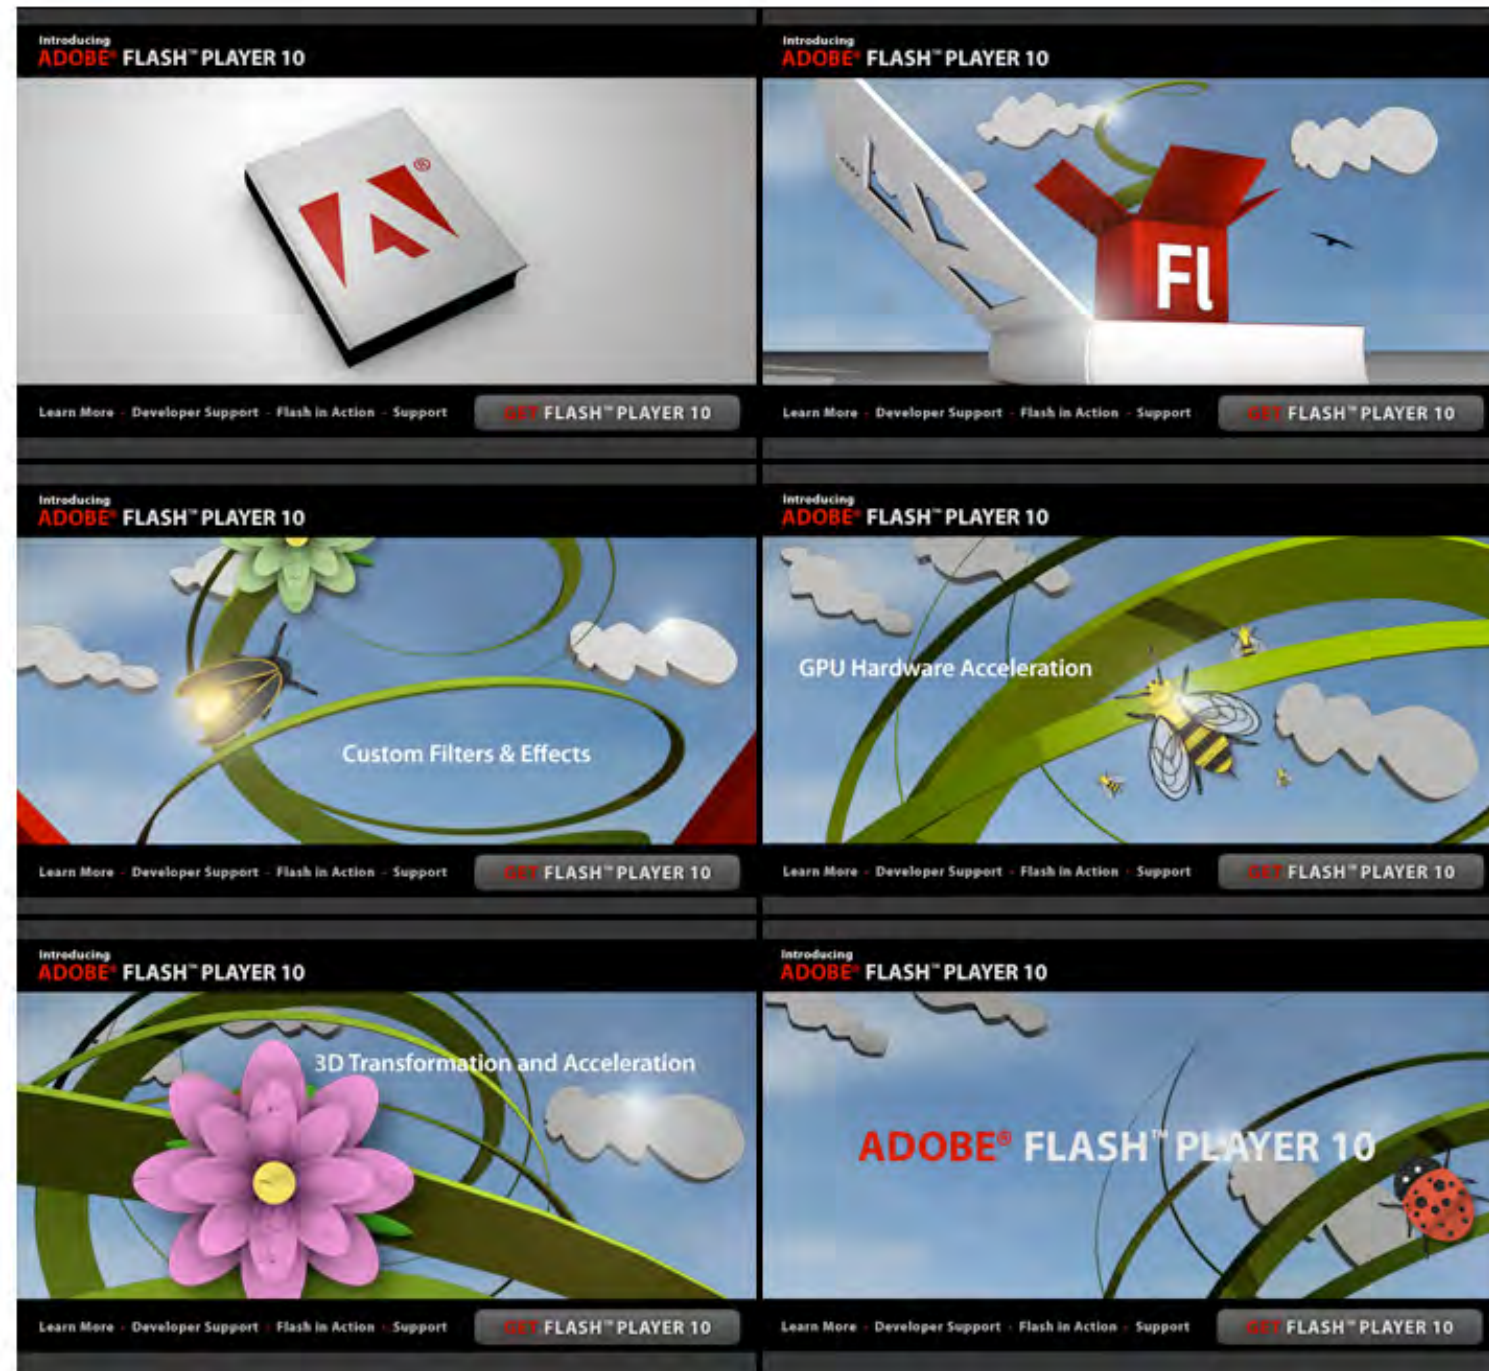 Introducing
ADOBE® FLASH™ PLAYER 10
®
Learn More - Developer Support - Flash in Action - Support
GET FLASH™ PLAYER 10
Introducing
ADOBE® FLASH™ PLAYER 10
Fl
Learn More - Developer Support - Flash in Action - Support
GET FLASH™ PLAYER 10
Introducing
ADOBE® FLASH™ PLAYER 10
Custom Filters & Effects
Learn More - Developer Support - Flash in Action - Support
GET FLASH™ PLAYER 10
Introducing
ADOBE® FLASH™ PLAYER 10
GPU Hardware Acceleration
Learn More - Developer Support - Flash in Action - Support
GET FLASH™ PLAYER 10
Introducing
ADOBE® FLASH™ PLAYER 10
3D Transformation and Acceleration
Learn More - Developer Support - Flash in Action - Support
GET FLASH™ PLAYER 10
Introducing
ADOBE® FLASH™ PLAYER 10
ADOBE® FLASH™ PLAYER 10
Learn More - Developer Support - Flash in Action - Support
GET FLASH™ PLAYER 10